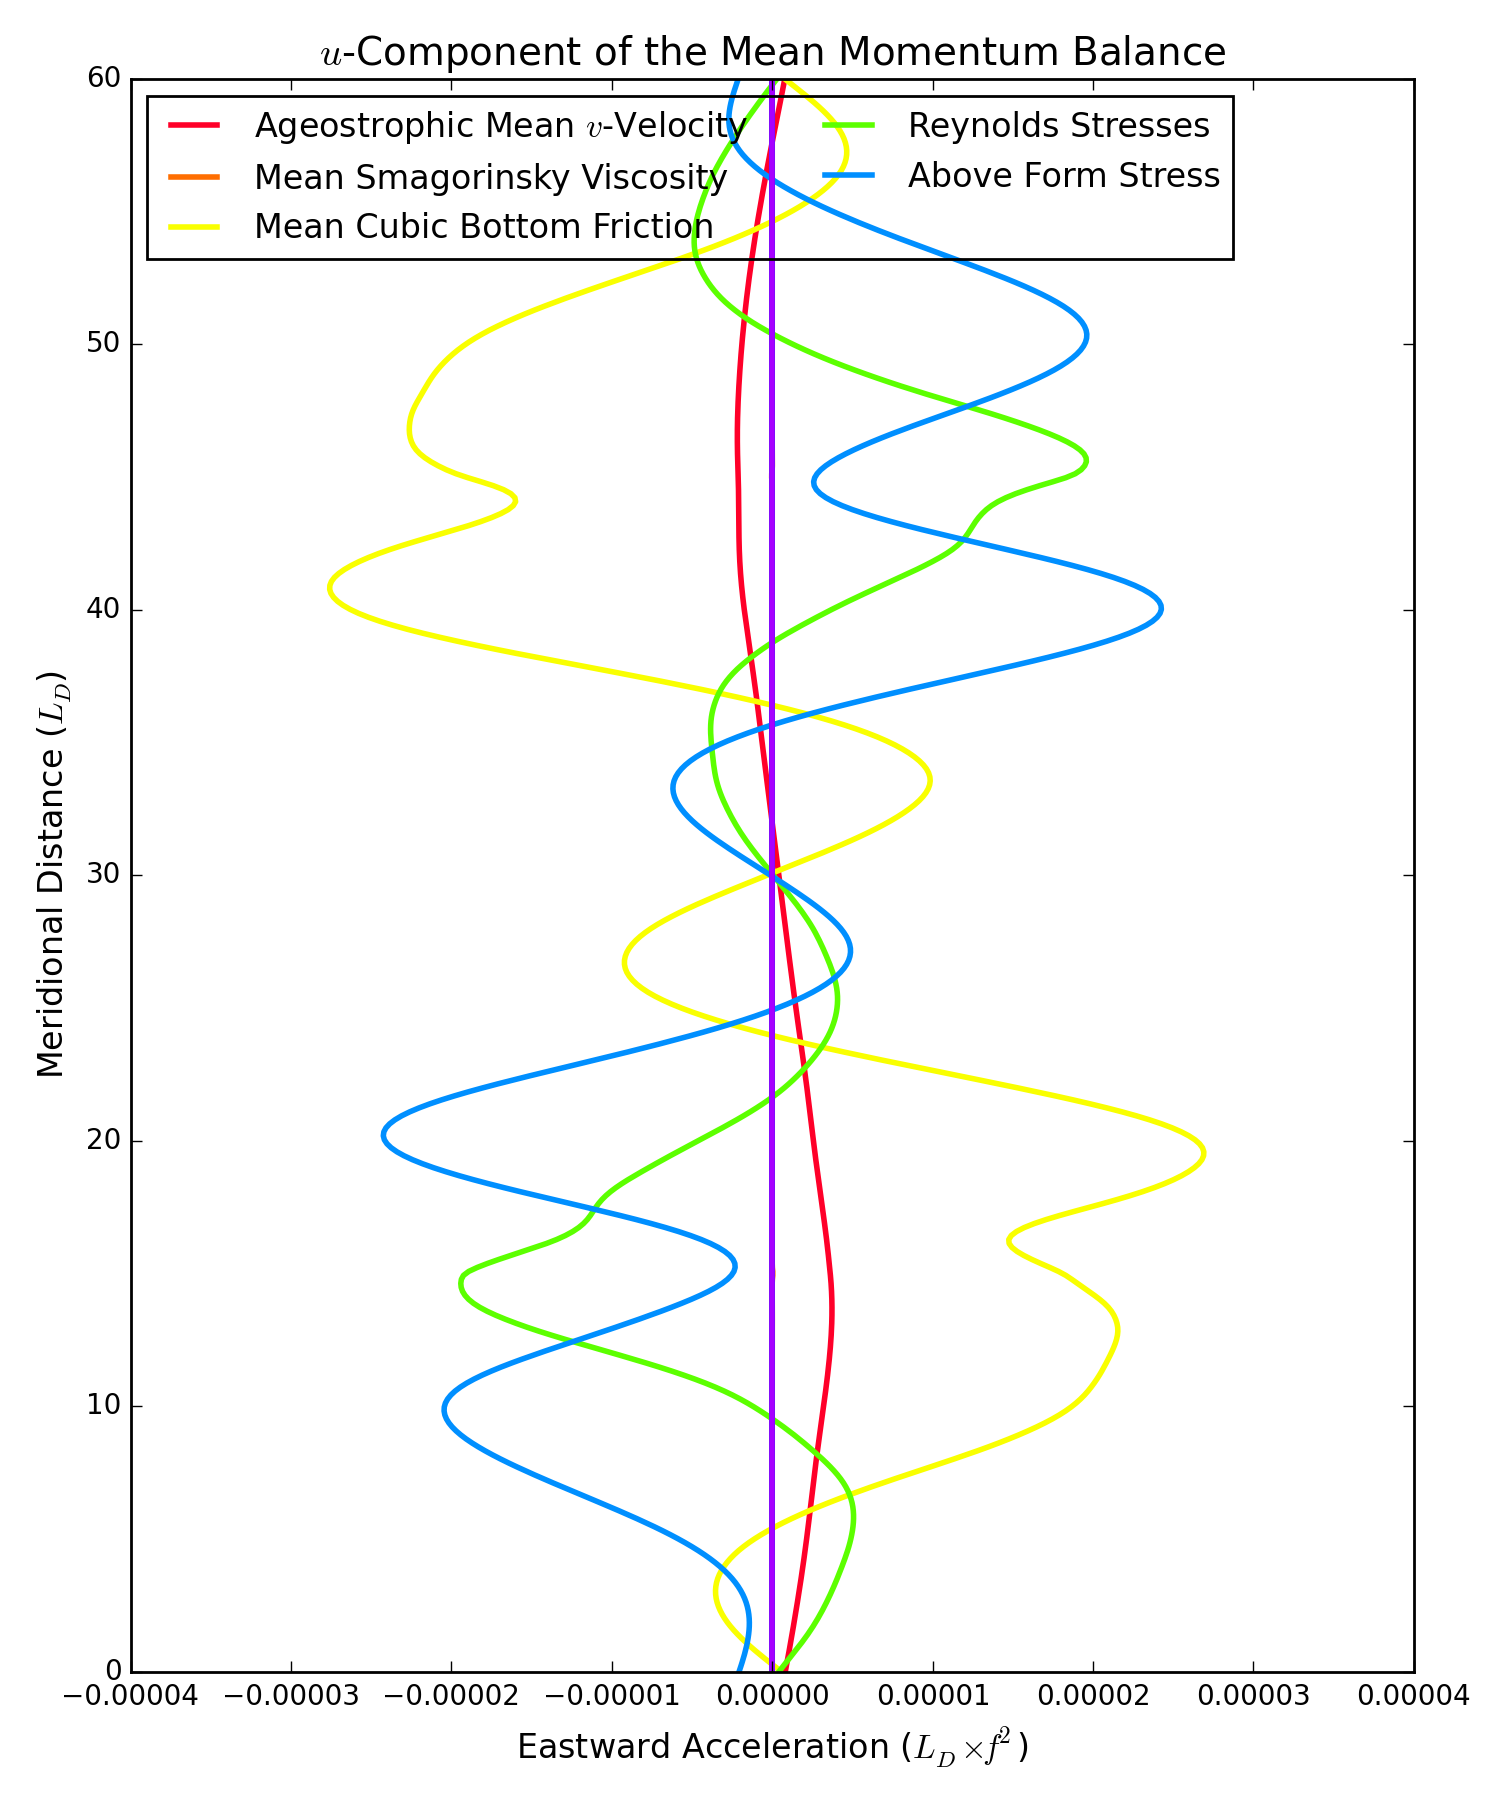 u-Component of the Mean Momentum Balance
Ageostrophic Mean v-Velocity
Mean Smagorinsky Viscosity
Mean Cubic Bottom Friction
Reynolds Stresses
Above Form Stress
60
50
40
30
20
10
0
Meridional Distance (L_D)
−0.00004 −0.00003 −0.00002 −0.00001 0.00000 0.00001 0.00002 0.00003 0.00004
Eastward Acceleration (L_D × f²)